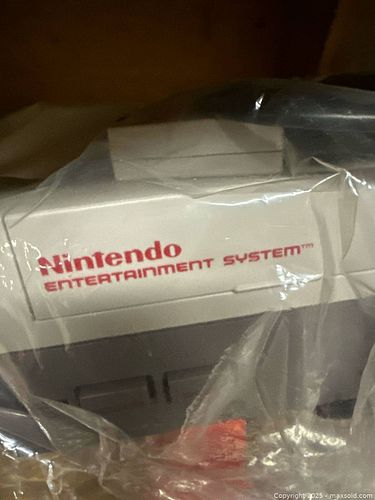 Nintendo
ENTERTAINMENT SYSTEM™
Copyright 2025 - maxsold.com